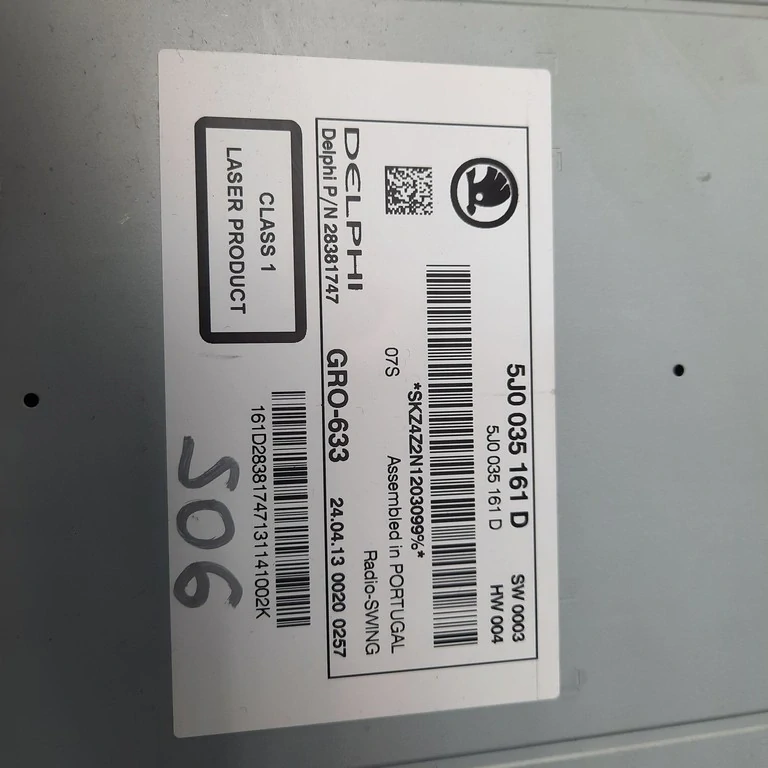 5J0 035 161 D SW 0003
5J0 035 161 D HW 004
*SKZ4Z2N1203099%*
07S Assembled in PORTUGAL
Radio-SWING
DELPHI
Delphi P/N 28381747 GRO-633 24.04.13 0020 0257
CLASS 1
LASER PRODUCT
161D28381747131141002K
S06